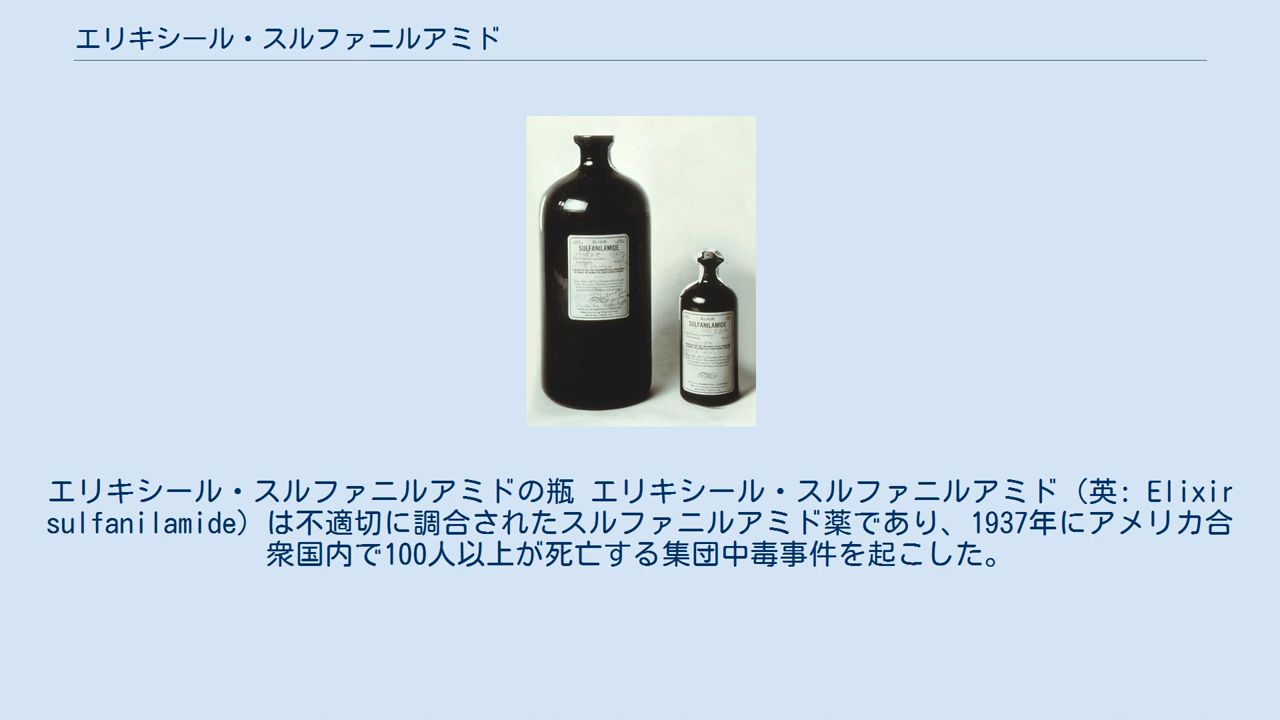 エリキシール・スルファニルアミド
ELIXIR
SULFANILAMIDE
ELIXIR
SULFANILAMIDE
エリキシール・スルファニルアミドの瓶 エリキシール・スルファニルアミド（英: Elixir
sulfanilamide）は不適切に調合されたスルファニルアミド薬であり、1937年にアメリカ合
衆国内で100人以上が死亡する集団中毒事件を起こした。